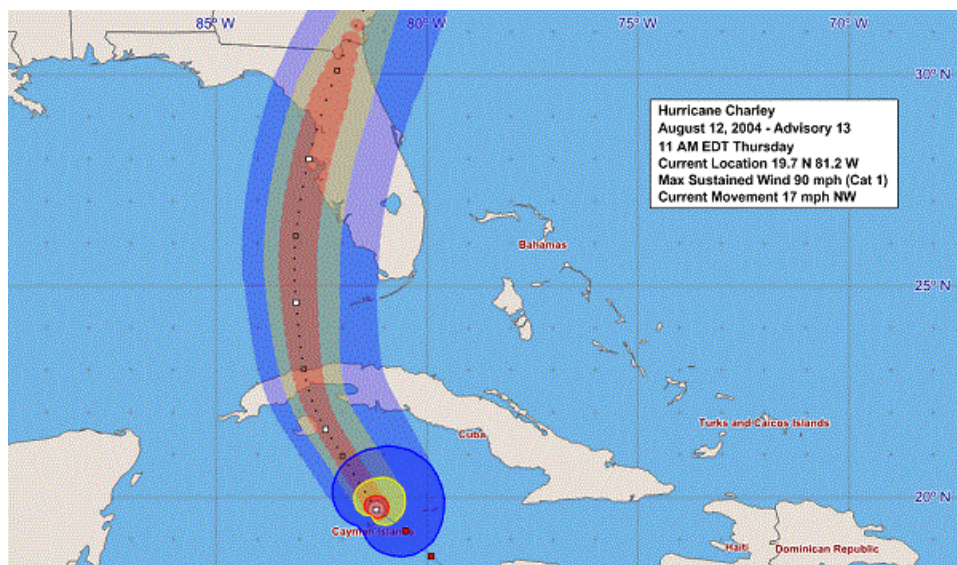 85° W
80° W
75° W
70° W
30° N
Hurricane Charley
August 12, 2004 - Advisory 13
11 AM EDT Thursday
Current Location 19.7 N 81.2 W
Max Sustained Wind 90 mph (Cat 1)
Current Movement 17 mph NW
Bahamas
25° N
Turks and Caicos Islands
Cuba
20° N
Cayman Islands
Haiti
Dominican Republic